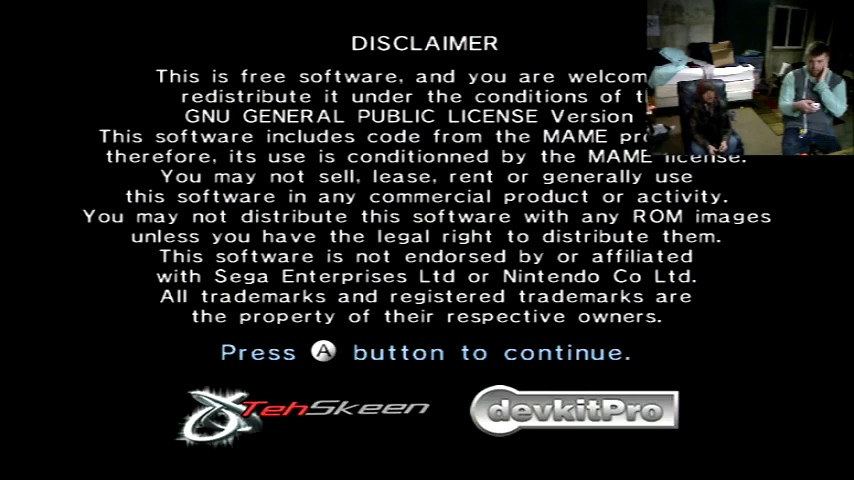 DISCLAIMER
This is free software, and you are welcom
redistribute it under the conditions of t
GNU GENERAL PUBLIC LICENSE Version
This software includes code from the MAME pro
therefore, its use is conditionned by the MAME license.
You may not sell, lease, rent or generally use
this software in any commercial product or activity.
You may not distribute this software with any ROM images
unless you have the legal right to distribute them.
This software is not endorsed by or affiliated
with Sega Enterprises Ltd or Nintendo Co Ltd.
All trademarks and registered trademarks are
the property of their respective owners.
Press A button to continue.
TehSkeen
devkitPro